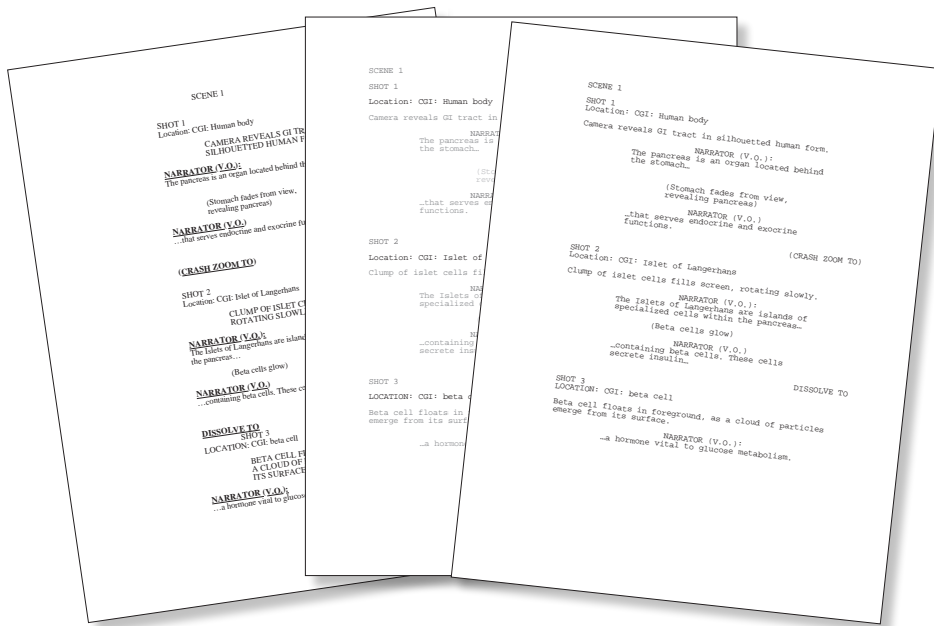 SCENE 1
SHOT 1
Location: CGI: Human body
CAMERA REVEALS GI TR
SILHOUETTED HUMAN F
NARRATOR (V.O.):
The pancreas is an organ located behind th
(Stomach fades from view,
revealing pancreas)
NARRATOR (V.O.)
…that serves endocrine and exocrine fu
(CRASH ZOOM TO)
SHOT 2
Location: CGI: Islet of Langerhans
CLUMP OF ISLET C
ROTATING SLOWL
NARRATOR (V.O.):
The Islets of Langerhans are island
the pancreas…
(Beta cells glow)
NARRATOR (V.O.)
…containing beta cells. These ce
DISSOLVE TO
SHOT 3
LOCATION: CGI: beta cell
BETA CELL F
A CLOUD OF
ITS SURFACE
NARRATOR (V.O.):
…a hormone vital to glucos
SCENE 1
SHOT 1
Location: CGI: Human body
Camera reveals GI tract in
NARRAT
The pancreas is
the stomach…
(Sto
reve
NARRA
…that serves en
functions.
SHOT 2
Location: CGI: Islet of
Clump of islet cells fi
NAR
The Islets of
specialized
N
…containing
secrete ins
SHOT 3
LOCATION: CGI: beta c
Beta cell floats in
emerge from its surf
…a hormon
SCENE 1
SHOT 1
Location: CGI: Human body
Camera reveals GI tract in silhouetted human form.
NARRATOR (V.O.):
The pancreas is an organ located behind
the stomach…
(Stomach fades from view,
revealing pancreas)
NARRATOR (V.O.)
…that serves endocrine and exocrine
functions.
(CRASH ZOOM TO)
SHOT 2
Location: CGI: Islet of Langerhans
Clump of islet cells fills screen, rotating slowly.
NARRATOR (V.O.):
The Islets of Langerhans are islands of
specialized cells within the pancreas…
(Beta cells glow)
NARRATOR (V.O.)
…containing beta cells. These cells
secrete insulin…
DISSOLVE TO
SHOT 3
LOCATION: CGI: beta cell
Beta cell floats in foreground, as a cloud of particles
emerge from its surface.
NARRATOR (V.O.):
…a hormone vital to glucose metabolism.